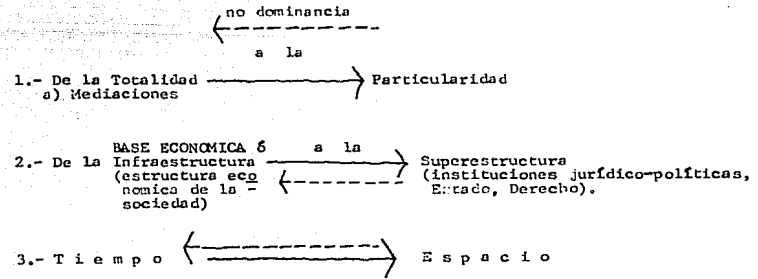 no dominancia
a la
1.- De la Totalidad Particularidad
a) Mediaciones
BASE ECONOMICA ó a la
2.- De la Infraestructura Superestructura
(estructura eco (instituciones jurídico-políticas,
nomica de la - Estado, Derecho).
sociedad)
3.- T i e m p o E s p a c i o